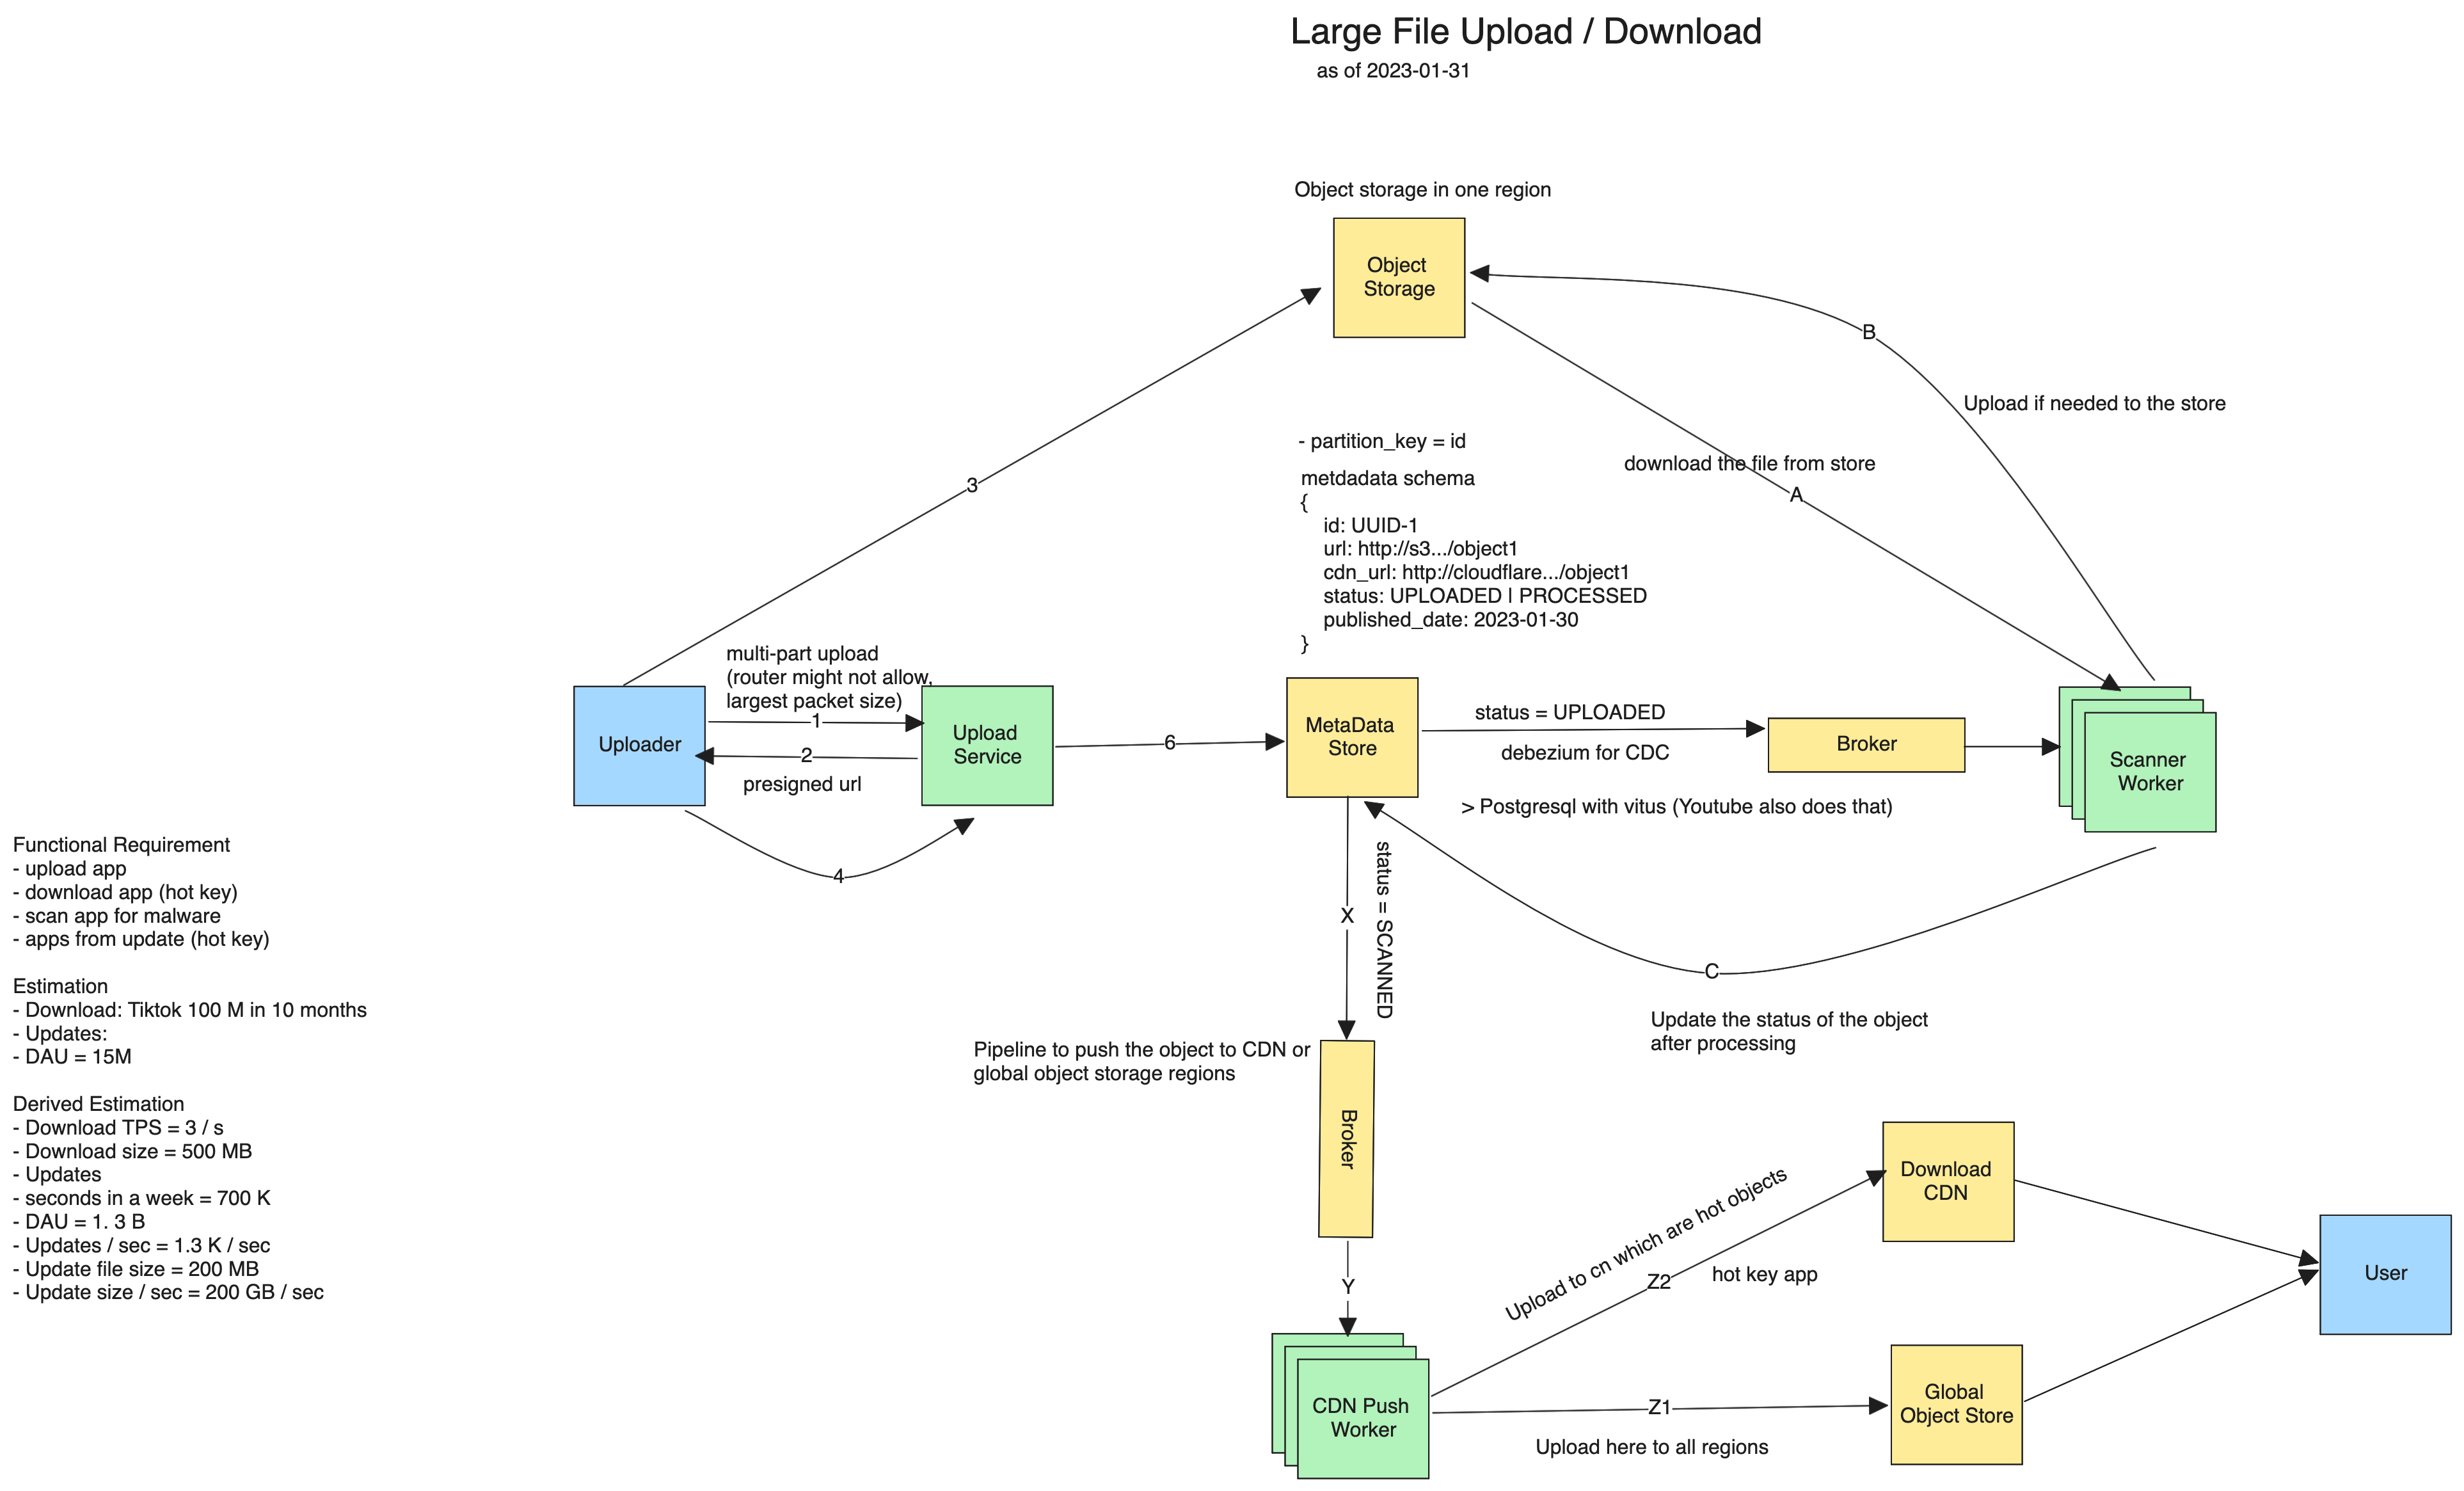 Large File Upload / Download
as of 2023-01-31
Object storage in one region
Object
Storage
B
Upload if needed to the store
- partition_key = id
download the file from store
metdadata schema
A
{
3
id: UUID-1
url: http://s3.../object1
cdn_url: http://cloudflare.../object1
status: UPLOADED | PROCESSED
published_date: 2023-01-30
}
multi-part upload
(router might not allow,
largest packet size)
1
Uploader
2
presigned url
Upload
Service
6
MetaData
Store
status = UPLOADED
debezium for CDC
Broker
Scanner
Worker
> Postgresql with vitus (Youtube also does that)
4
Functional Requirement
- upload app
- download app (hot key)
- scan app for malware
- apps from update (hot key)
Estimation
- Download: Tiktok 100 M in 10 months
- Updates:
- DAU = 15M
Derived Estimation
- Download TPS = 3 / s
- Download size = 500 MB
- Updates
- seconds in a week = 700 K
- DAU = 1. 3 B
- Updates / sec = 1.3 K / sec
- Update file size = 200 MB
- Update size / sec = 200 GB / sec
X
status = SCANNED
C
Update the status of the object
after processing
Pipeline to push the object to CDN or
global object storage regions
Broker
Y
CDN Push
Worker
Upload to cn which are hot objects
Z2
hot key app
Download
CDN
Z1
Upload here to all regions
Global
Object Store
User